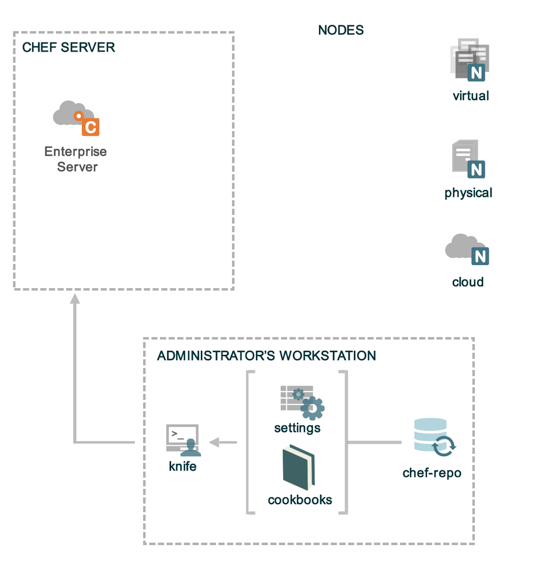 NODES
CHEF SERVER
C
Enterprise
Server
N
virtual
N
physical
N
cloud
ADMINISTRATOR'S WORKSTATION
>_
knife
settings
cookbooks
chef-repo